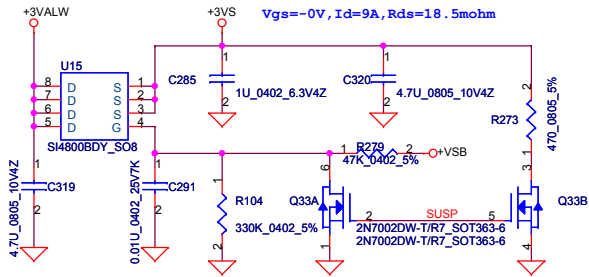 +3VALW
+3VS
Vgs=-0V,Id=9A,Rds=18.5mohm
U15
8 D S 1
7 D S 2
6 D S 3
5 D G 4
SI4800BDY_SO8
C285
1U_0402_6.3V4Z
1
2
C320
4.7U_0805_10V4Z
1
2
R273
470_0805_5%
2
1
C319
4.7U_0805_10V4Z
1
2
C291
0.01U_0402_25V7K
1
2
R104
330K_0402_5%
1
2
R279
47K_0402_5%
1
2
+VSB
Q33A
6
2
1
SUSP
2N7002DW-T/R7_SOT363-6
2N7002DW-T/R7_SOT363-6
Q33B
3
5
4